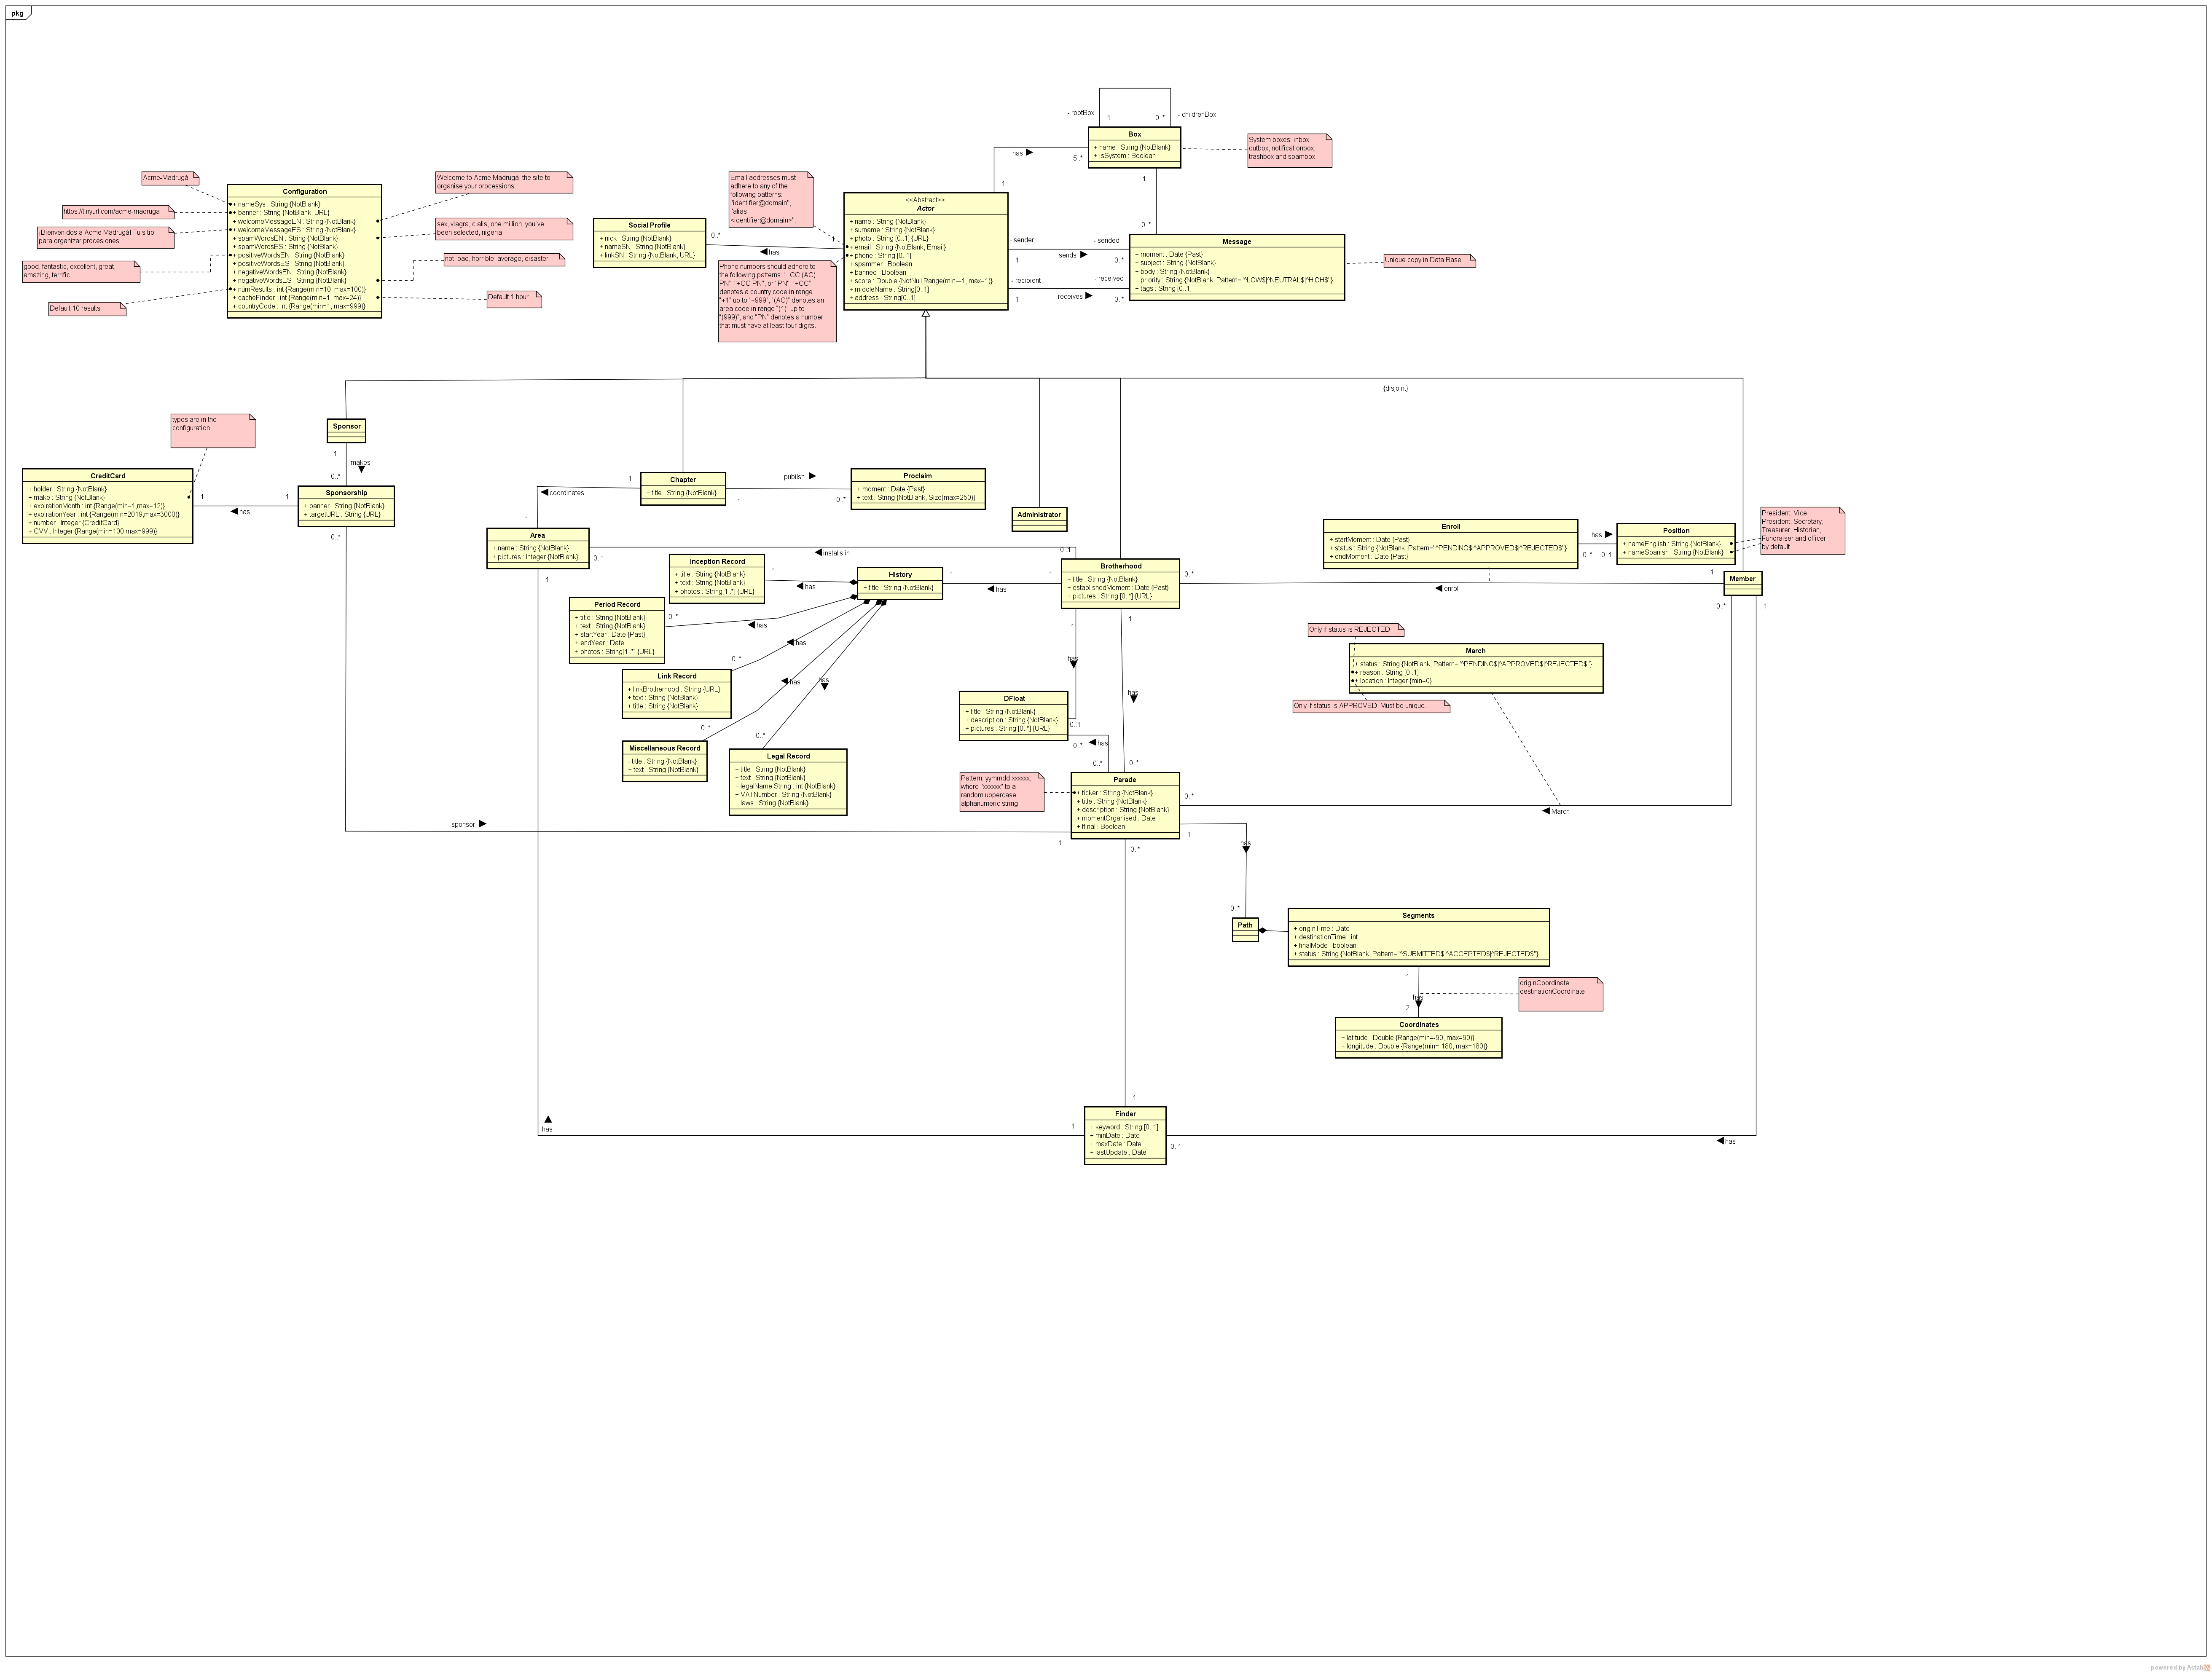 pkg
- rootBox
1
0..*
- childrenBox
Box
+ name : String {NotBlank}
+ isSystem : Boolean
System boxes: inbox.
outbox, notificationbox,
trashbox and spambox.
has
5..*
1
1
0..*
Acme-Madrugá
https://tinyurl.com/acme-madruga
¡Bienvenidos a Acme Madrugá! Tu sitio
para organizar procesiones.
good, fantastic, excellent, great,
amazing, terrific
Default 10 results
Configuration
+ nameSys : String {NotBlank}
+ banner : String {NotBlank, URL}
+ welcomeMessageEN : String {NotBlank}
+ welcomeMessageES : String {NotBlank}
+ spamWordsEN : String {NotBlank}
+ spamWordsES : String {NotBlank}
+ positiveWordsEN : String {NotBlank}
+ positiveWordsES : String {NotBlank}
+ negativeWordsEN : String {NotBlank}
+ negativeWordsES : String {NotBlank}
+ numResults : int {Range(min=10, max=100)}
+ cacheFinder : int {Range(min=1, max=24)}
+ countryCode : int {Range(min=1, max=999)}
Welcome to Acme Madrugá, the site to
organise your processions.
sex, viagra, cialis, one million, you've
been selected, nigeria
not, bad, horrible, average, disaster
Default 1 hour
Social Profile
+ nick : String {NotBlank}
+ nameSN : String {NotBlank}
+ linkSN : String {NotBlank, URL}
0..*
has
1
Email addresses must
adhere to any of the
following patterns:
"identifier@domain",
"alias
<identifier@domain>";
Phone numbers should adhere to
the following patterns: "+CC (AC)
PN", "+CC PN", or "PN": "+CC"
denotes a country code in range
"+1" up to "+999", "(AC)" denotes an
area code in range "(1)" up to
"(999)", and "PN" denotes a number
that must have at least four digits.
<<Abstract>>
Actor
+ name : String {NotBlank}
+ surname : String {NotBlank}
+ photo : String [0..1] {URL}
+ email : String {NotBlank, Email}
+ phone : String [0..1]
+ spammer : Boolean
+ banned : Boolean
+ score : Double {NotNull,Range(min=-1, max=1)}
+ middleName : String[0..1]
+ address : String[0..1]
- sender
- sended
1
sends
0..*
- recipient
- received
1
receives
0..*
Message
+ moment : Date {Past}
+ subject : String {NotBlank}
+ body : String {NotBlank}
+ priority : String {NotBlank, Pattern="^LOW$|^NEUTRAL$|^HIGH$"}
+ tags : String [0..1]
Unique copy in Data Base
{disjoint}
types are in the
configuration
Sponsor
1
makes
0..*
CreditCard
+ holder : String {NotBlank}
+ make : String {NotBlank}
+ expirationMonth : int {Range(min=1,max=12)}
+ expirationYear : int {Range(min=2019,max=3000)}
+ number : Integer {CreditCard}
+ CVV : Integer {Range(min=100,max=999)}
1
1
has
Sponsorship
+ banner : String {NotBlank}
+ targetURL : String {URL}
0..*
1
coordinates
1
Chapter
+ title : String {NotBlank}
publish
1
0..*
Proclaim
+ moment : Date {Past}
+ text : String {NotBlank, Size(max=250)}
Administrator
Area
+ name : String {NotBlank}
+ pictures : Integer {NotBlank}
0..1
installs in
0..1
1
Enroll
+ startMoment : Date {Past}
+ status : String {NotBlank, Pattern="^PENDING$|^APPROVED$|^REJECTED$"}
+ endMoment : Date {Past}
has
0..*
0..1
Position
+ nameEnglish : String {NotBlank}
+ nameSpanish : String {NotBlank}
President, Vice-
President, Secretary,
Treasurer, Historian,
Fundraiser and officer,
by default
Inception Record
+ title : String {NotBlank}
+ text : String {NotBlank}
+ photos : String[1..*] {URL}
1
has
History
+ title : String {NotBlank}
1
has
1
Brotherhood
+ title : String {NotBlank}
+ establishedMoment : Date {Past}
+ pictures : String [0..*] {URL}
0..*
enrol
1
Member
0..*
1
Period Record
+ title : String {NotBlank}
+ text : String {NotBlank}
+ startYear : Date {Past}
+ endYear : Date
+ photos : String[1..*] {URL}
0..*
has
Link Record
+ linkBrotherhood : String {URL}
+ text : String {NotBlank}
+ title : String {NotBlank}
0..*
has
Miscellaneous Record
- title : String {NotBlank}
+ text : String {NotBlank}
0..*
has
Legal Record
+ title : String {NotBlank}
+ text : String {NotBlank}
+ legalName String : int {NotBlank}
+ VATNumber : String {NotBlank}
+ laws : String {NotBlank}
0..*
has
1
has
0..1
1
has
0..*
DFloat
+ title : String {NotBlank}
+ description : String {NotBlank}
+ pictures : String [0..*] {URL}
0..*
has
0..*
Only if status is REJECTED
March
+ status : String {NotBlank, Pattern="^PENDING$|^APPROVED$|^REJECTED$"}
+ reason : String [0..1]
+ location : Integer {min=0}
Only if status is APPROVED. Must be unique
Pattern: yymmdd-xxxxxx,
where "xxxxxx" to a
random uppercase
alphanumeric string
Parade
+ ticker : String {NotBlank}
+ title : String {NotBlank}
+ description : String {NotBlank}
+ momentOrganised : Date
+ ffinal : Boolean
0..*
March
sponsor
1
0..*
1
has
0..*
Path
Segments
+ originTime : Date
+ destinationTime : int
+ finalMode : boolean
+ status : String {NotBlank, Pattern="^SUBMITTED$|^ACCEPTED$|^REJECTED$"}
1
has
2
originCoordinate
destinationCoordinate
Coordinates
+ latitude : Double {Range(min=-90, max=90)}
+ longitude : Double {Range(min=-180, max=180)}
1
Finder
+ keyword : String [0..1]
+ minDate : Date
+ maxDate : Date
+ lastUpdate : Date
1
has
0..1
has
powered by Astah